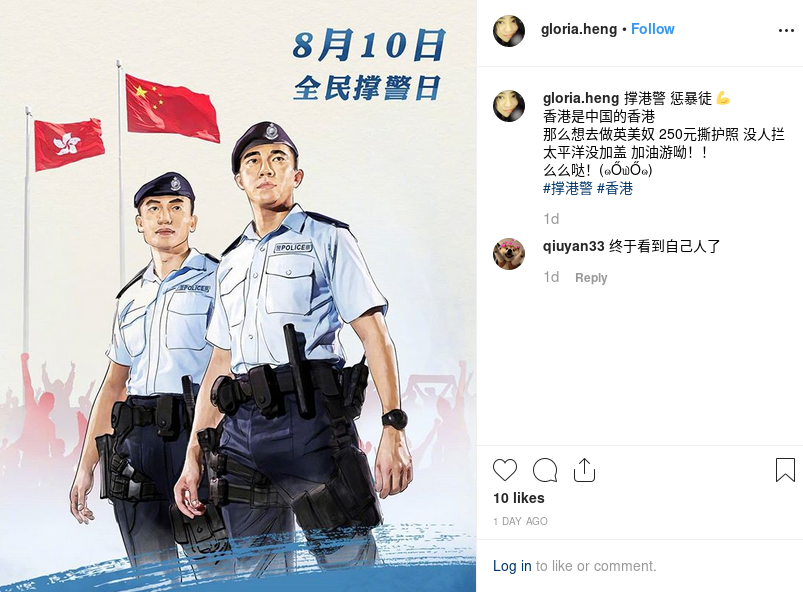 8月10日
全民撑警日
POLICE
POLICE
gloria.heng • Follow
gloria.heng 撑港警 惩暴徒💪
香港是中国的香港
那么想去做英美奴 250元撕护照 没人拦
太平洋没加盖 加油游呦！！
么么哒！
#撑港警 #香港
1d
qiuyan33 终于看到自己人了
1d Reply
10 likes
1 DAY AGO
Log in to like or comment.